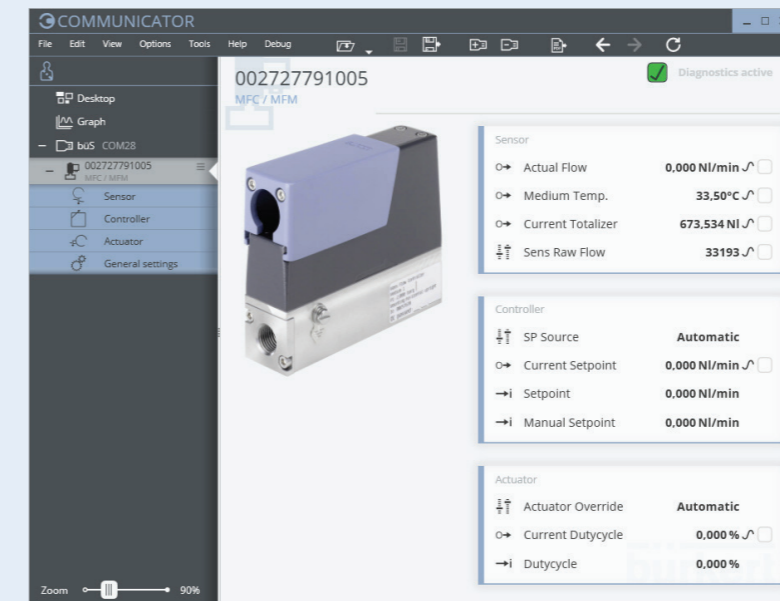 COMMUNICATOR
File Edit View Options Tools Help Debug
002727791005
MFC / MFM
Diagnostics active
Desktop
Graph
büS COM28
002727791005
MFC / MFM
Sensor
Controller
Actuator
General settings
Sensor
Actual Flow 0,000 Nl/min
Medium Temp. 33,50°C
Current Totalizer 673,534 Nl
Sens Raw Flow 33193
Controller
SP Source Automatic
Current Setpoint 0,000 Nl/min
Setpoint 0,000 Nl/min
Manual Setpoint 0,000 Nl/min
Actuator
Actuator Override Automatic
Current Dutycycle 0,000 %
Dutycycle 0,000 %
bürkert
Zoom 90%